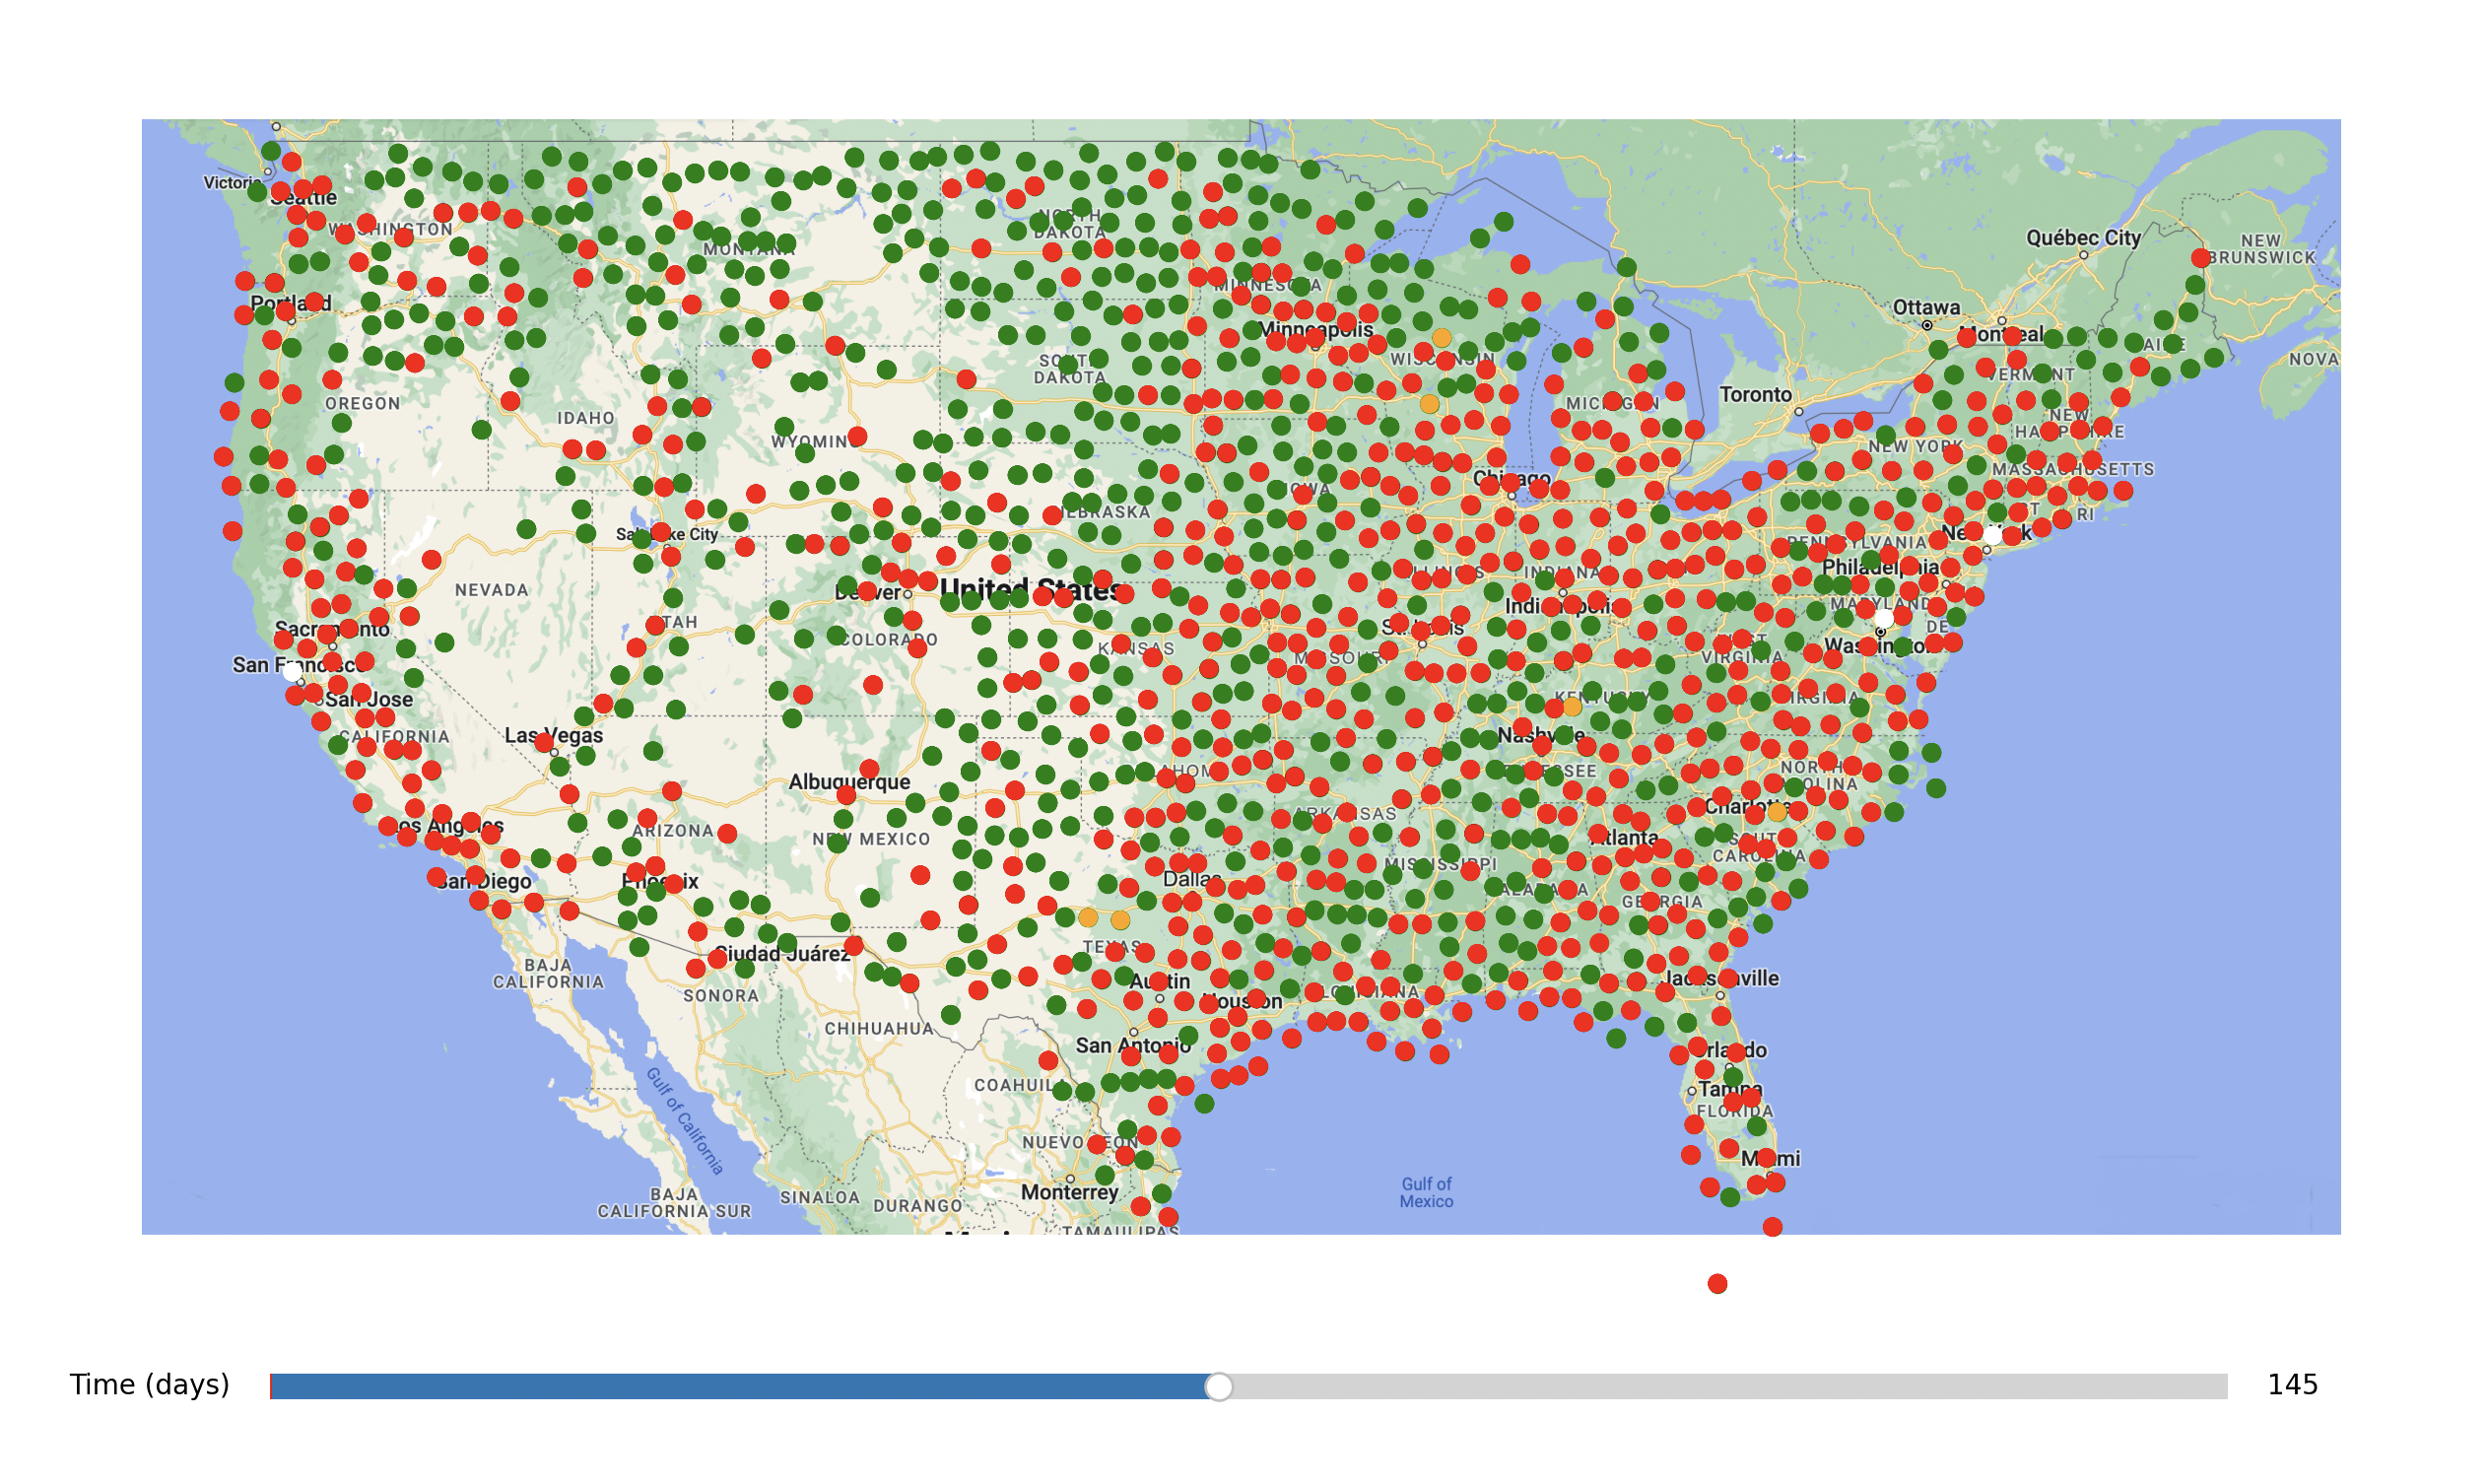 Québec City
NEW
BRUNSWICK
Victoria
Seattle
WASHINGTON
NORTH
DAKOTA
MONTANA
MINNESOTA
Ottawa
Portland
Montreal
Minneapolis
NOVA
WISCONSIN
VERMONT
SOUTH
DAKOTA
Toronto
OREGON
IDAHO
MICHIGAN
NEW
HAMPSHIRE
WYOMING
NEW YORK
MASSACHUSETTS
Chicago
IOWA
NEBRASKA
RI
Salt Lake City
New York
PENNSYLVANIA
ILLINOIS
INDIANA
Philadelphia
NEVADA
Denver
United States
Indianapolis
MARYLAND
UTAH
COLORADO
St. Louis
DE
Sacramento
KANSAS
MISSOURI
WEST
VIRGINIA
Washington
San Francisco
San Jose
KENTUCKY
VIRGINIA
CALIFORNIA
Las Vegas
Nashville
Albuquerque
NORTH
CAROLINA
Los Angeles
ARIZONA
NEW MEXICO
ARKANSAS
Charlotte
Atlanta
SOUTH
CAROLINA
MISSISSIPPI
San Diego
Phoenix
Dallas
ALABAMA
GEORGIA
TEXAS
Ciudad Juárez
BAJA
CALIFORNIA
SONORA
Austin
Houston
LOUISIANA
Jacksonville
CHIHUAHUA
San Antonio
Orlando
COAHUILA
Tampa
FLORIDA
Gulf of California
NUEVO LEON
Miami
BAJA
CALIFORNIA SUR
SINALOA
DURANGO
Monterrey
Gulf of
Mexico
TAMAULIPAS
Time (days)
145